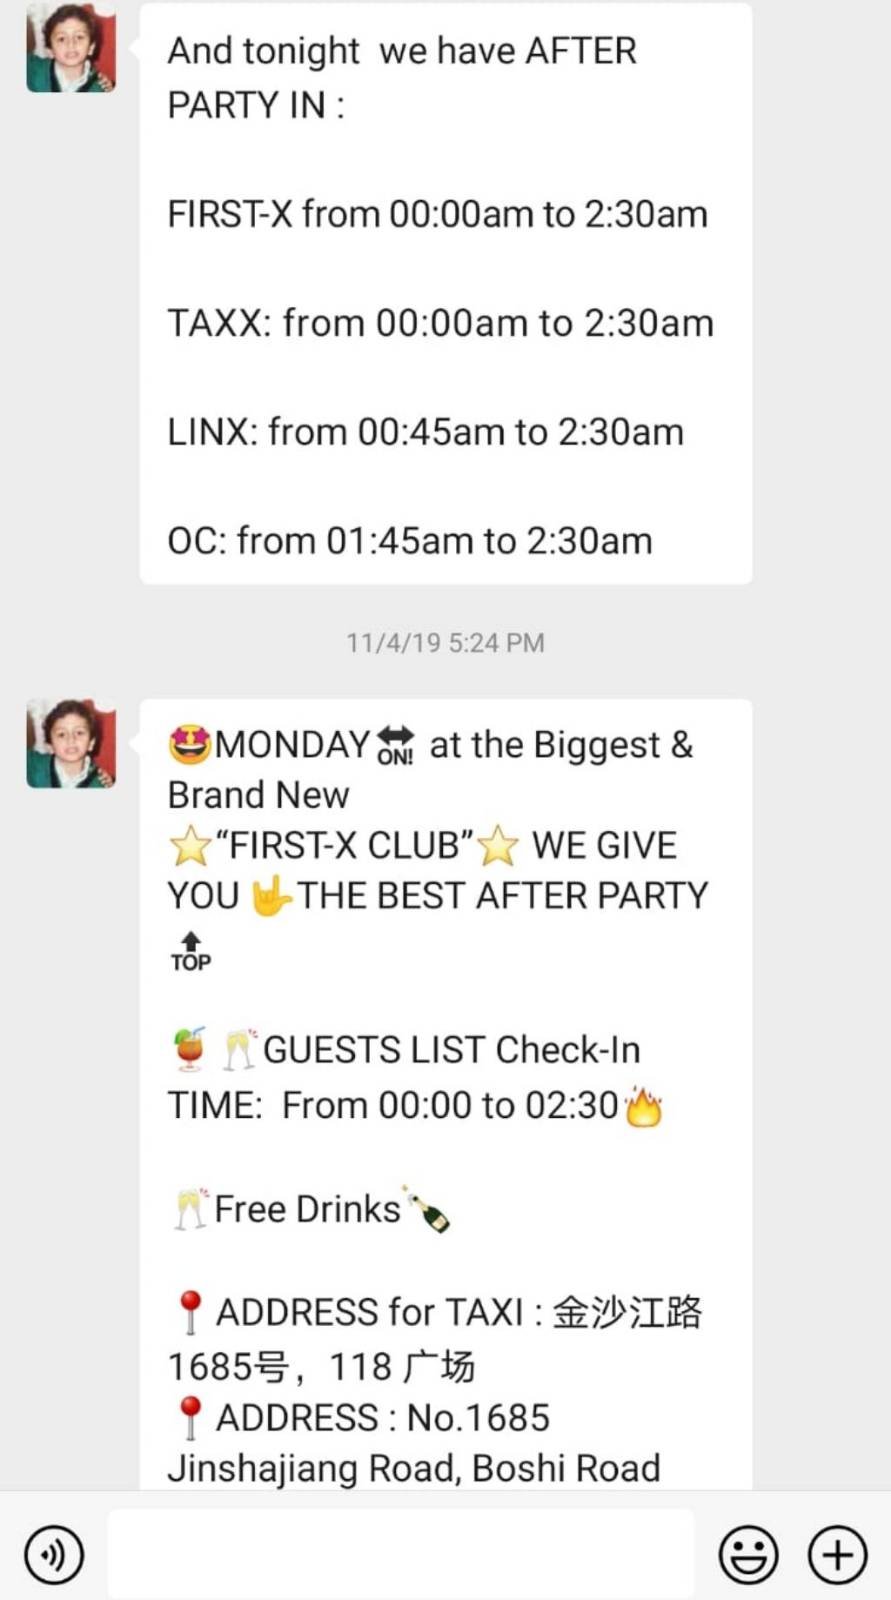 And tonight  we have AFTER
PARTY IN :
FIRST-X from 00:00am to 2:30am
TAXX: from 00:00am to 2:30am
LINX: from 00:45am to 2:30am
OC: from 01:45am to 2:30am
11/4/19 5:24 PM
🤩MONDAY🔛 at the Biggest &
Brand New
⭐“FIRST-X CLUB”⭐ WE GIVE
YOU 🤟THE BEST AFTER PARTY
🔝
🍹 🥂GUESTS LIST Check-In
TIME:  From 00:00 to 02:30🔥
🥂Free Drinks🍾
📍ADDRESS for TAXI : 金沙江路
1685号，118 广场
📍ADDRESS : No.1685
Jinshajiang Road, Boshi Road